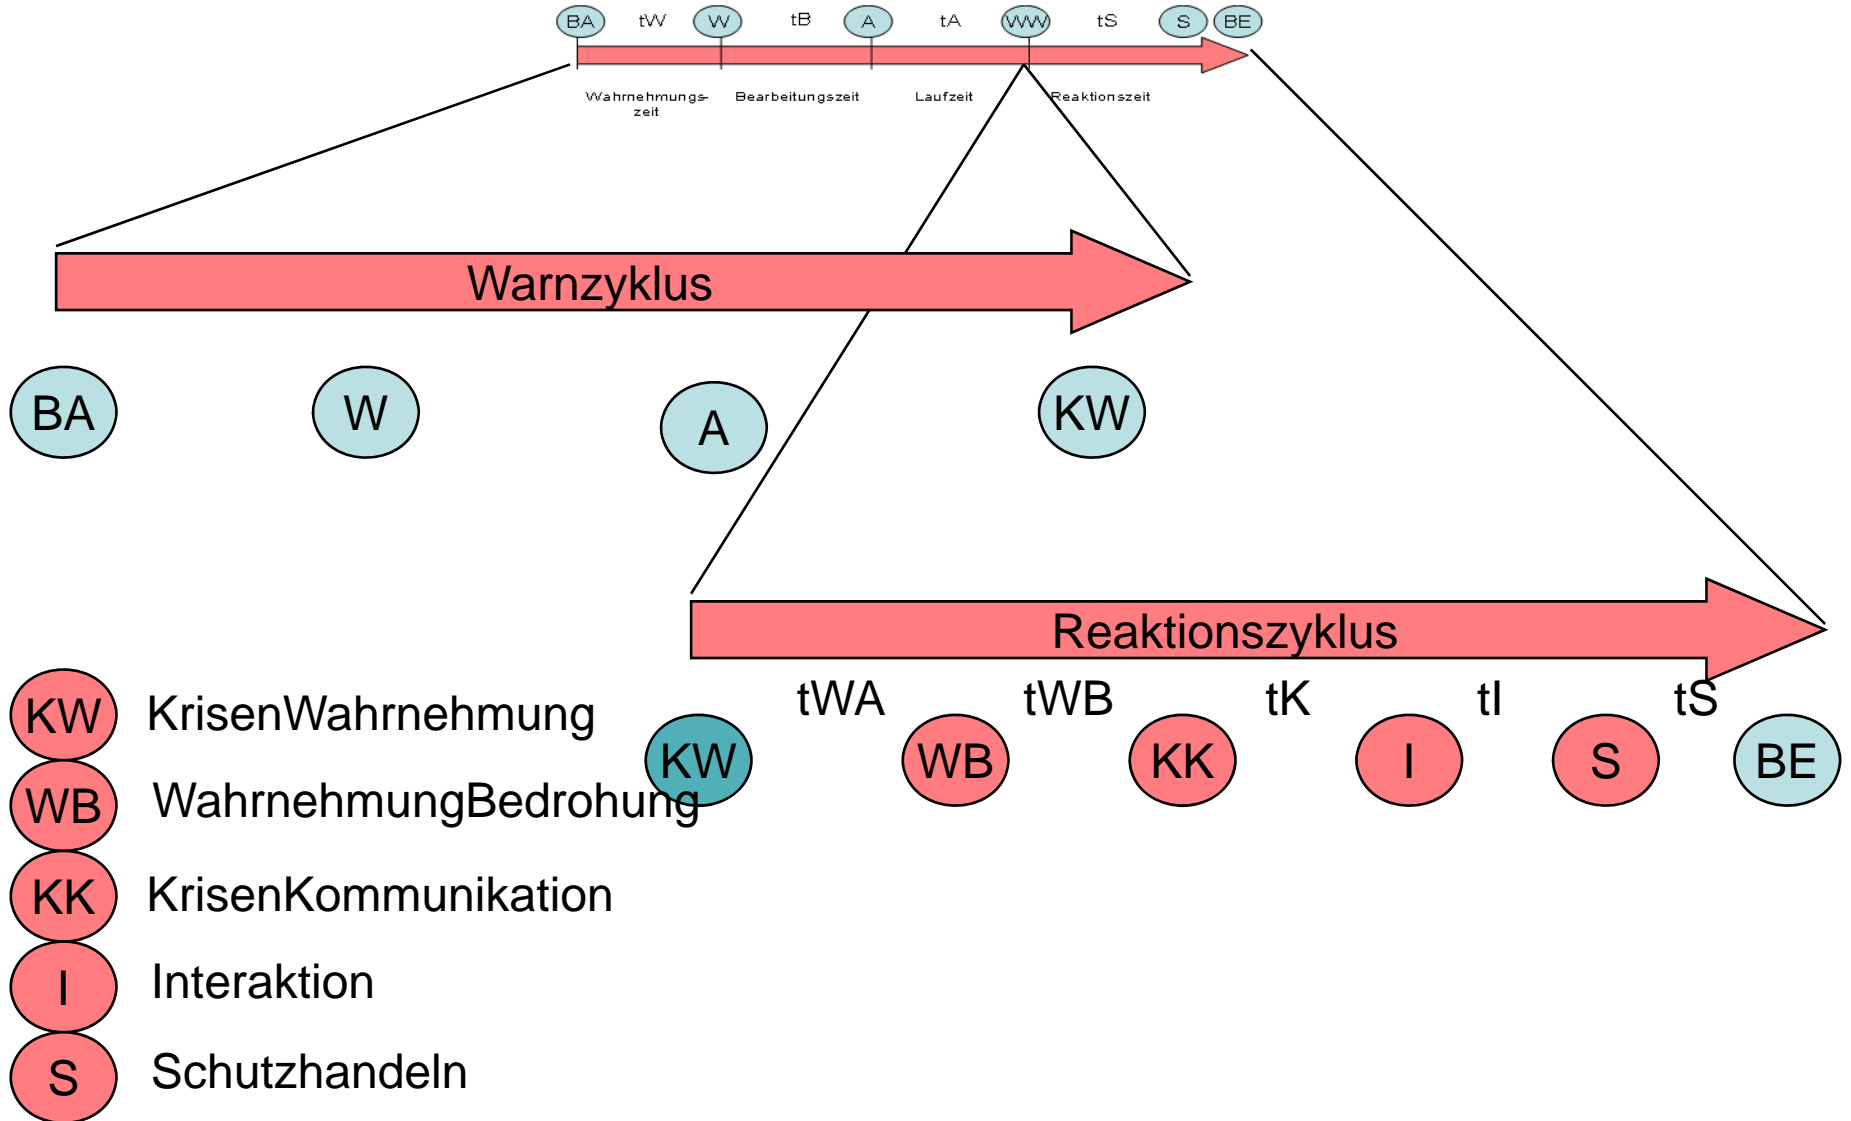 BA tW W tB A tA WW tS S BE
Wahrnehmungs- Bearbeitungszeit Laufzeit Reaktionszeit
zeit
Warnzyklus
BA W A KW
Reaktionszyklus
tWA tWB tK tI tS
KW WB KK I S BE
KW KrisenWahrnehmung
WB WahrnehmungBedrohung
KK KrisenKommunikation
I Interaktion
S Schutzhandeln